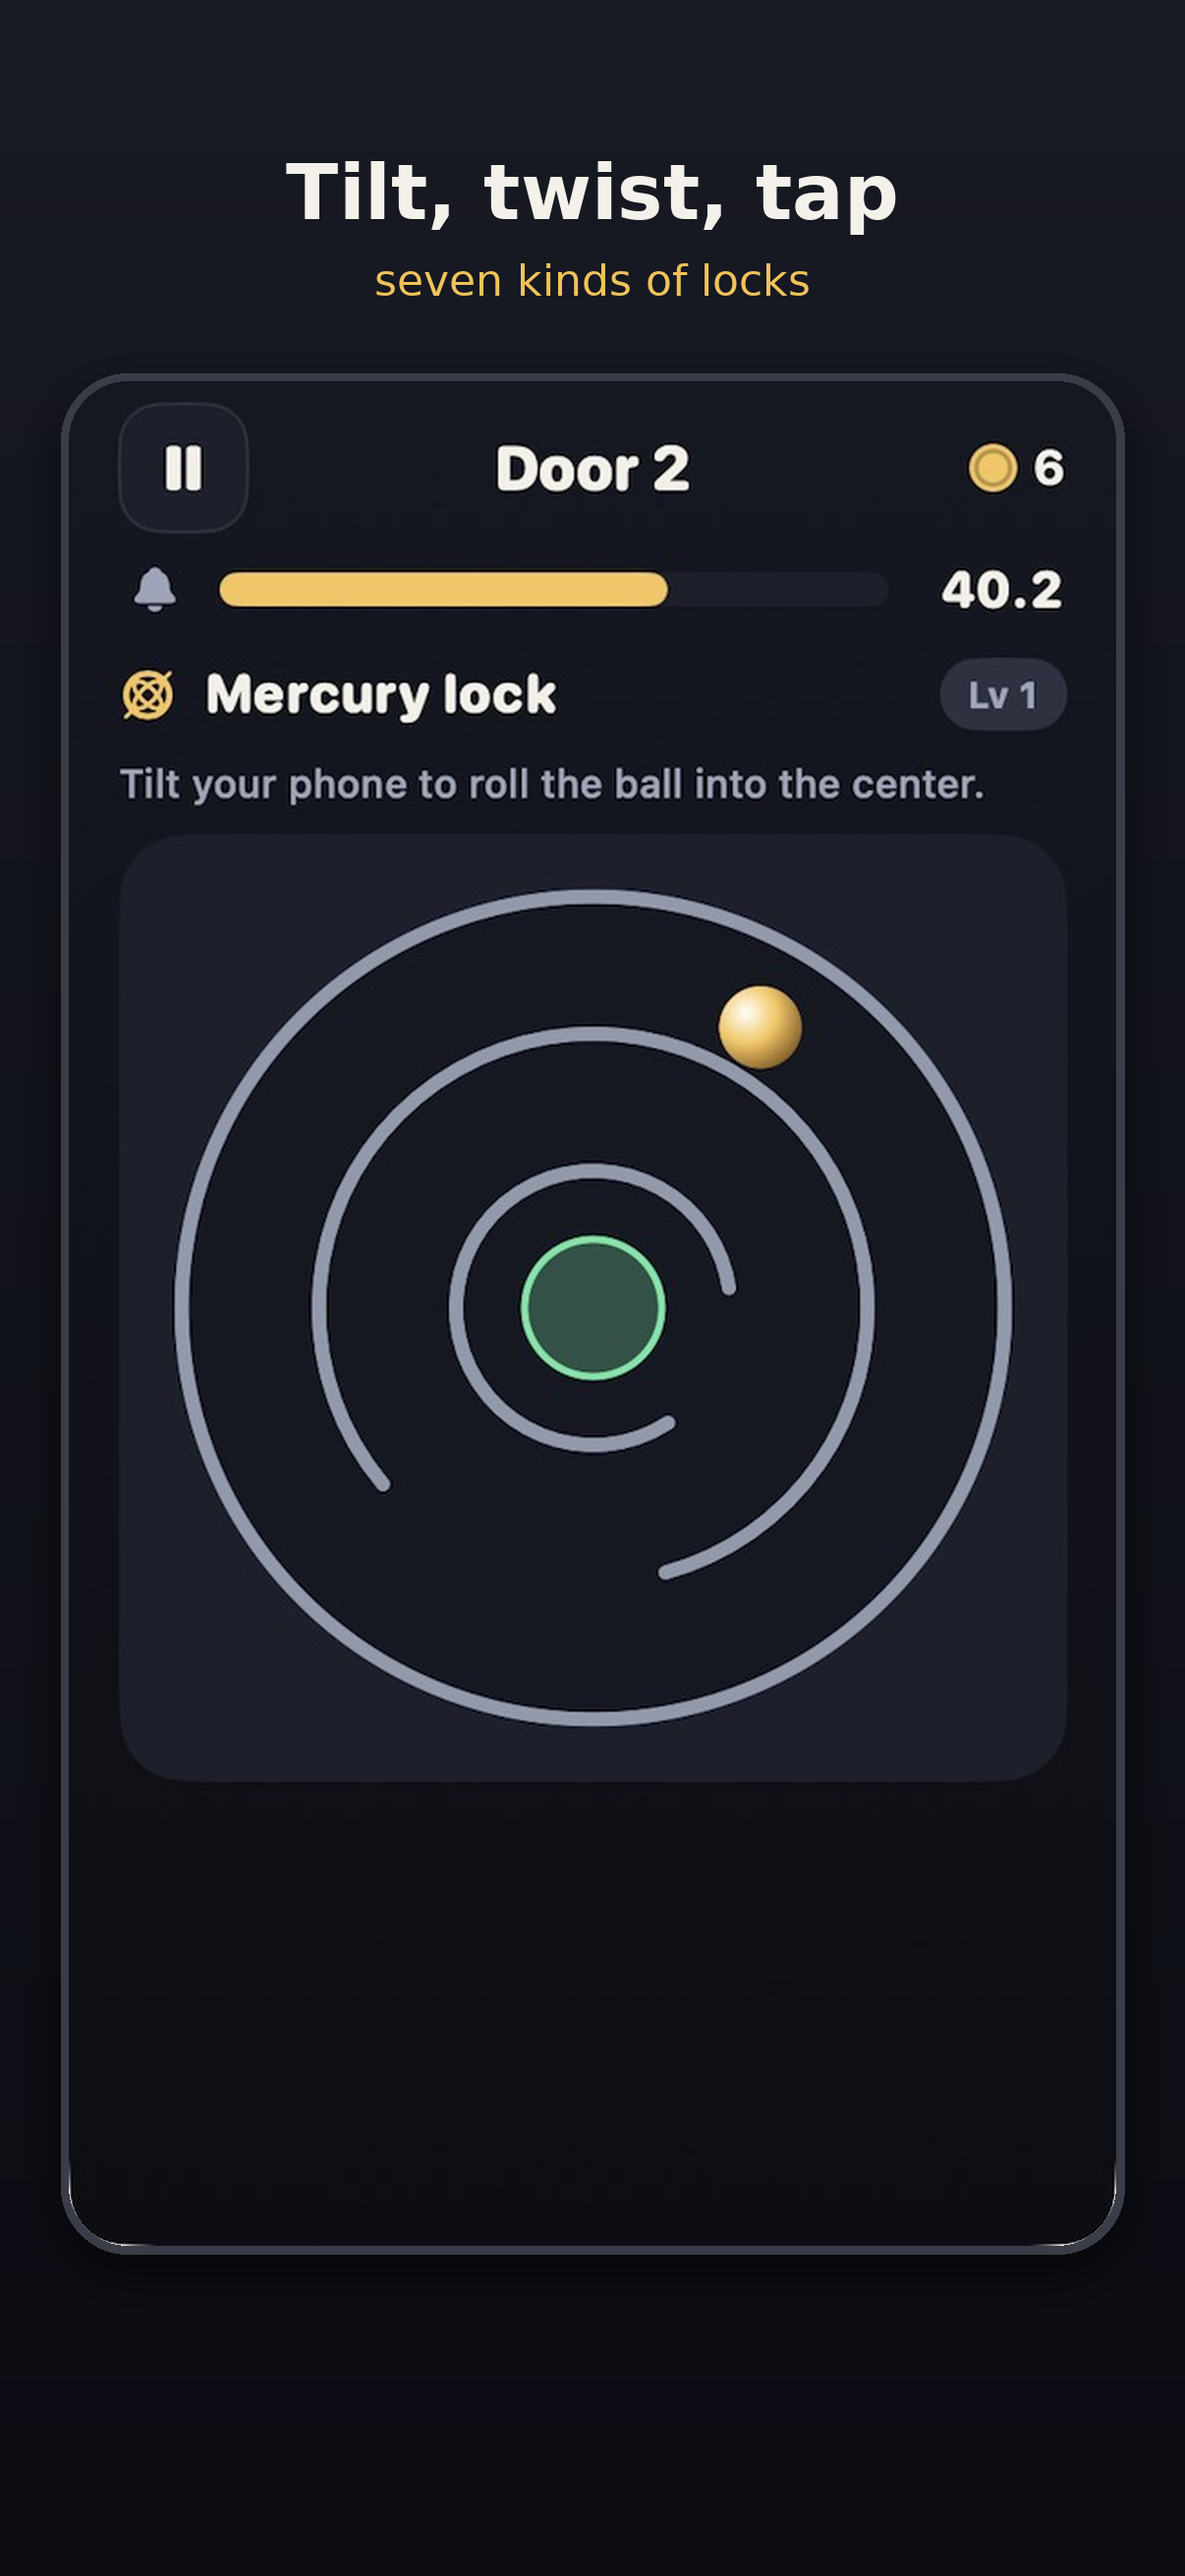 Tilt, twist, tap
seven kinds of locks
Door 2
6
40.2
Mercury lock
Lv 1
Tilt your phone to roll the ball into the center.